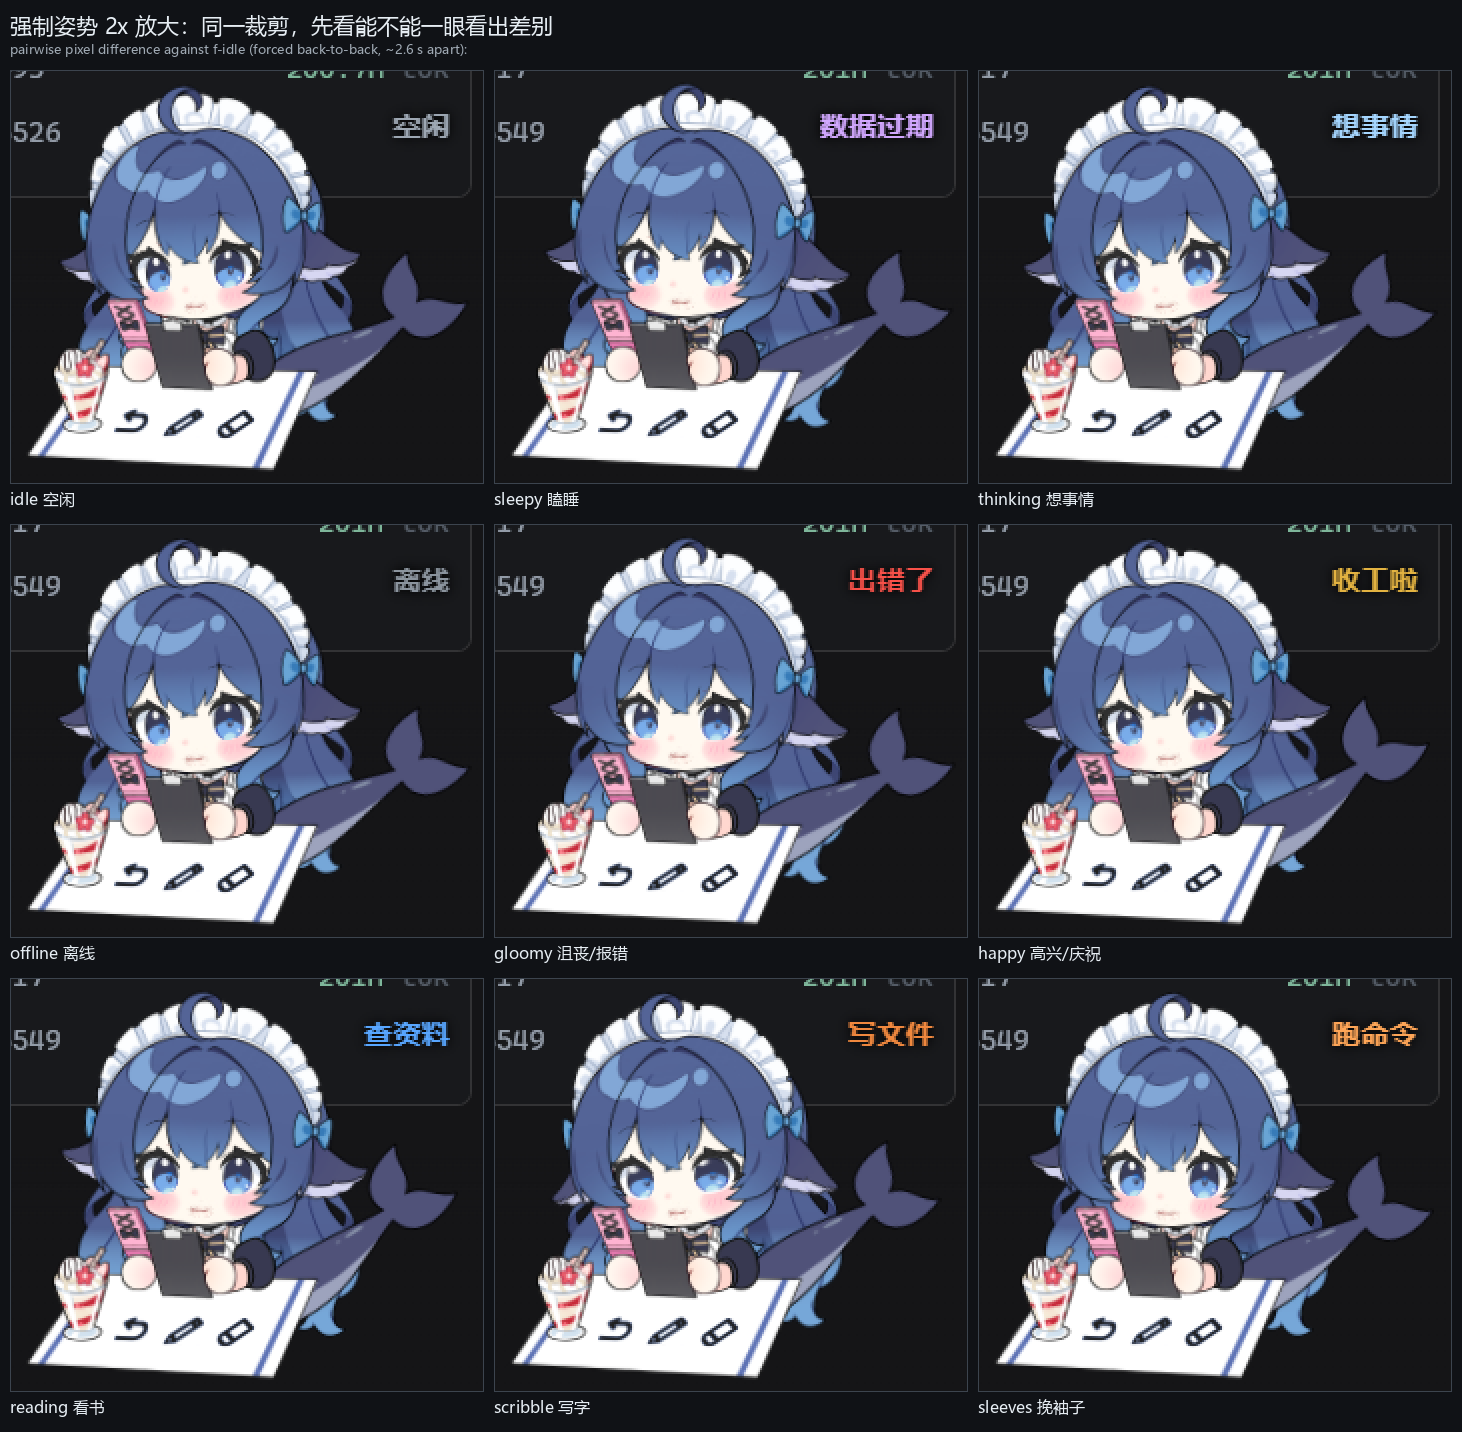 强制姿势 2x 放大：同一裁剪，先看能不能一眼看出差别
pairwise pixel difference against f-idle (forced back-to-back, ~2.6 s apart):
526
空闲
549
数据过期
549
想事情
idle 空闲
sleepy 瞌睡
thinking 想事情
549
离线
549
出错了
549
收工啦
offline 离线
gloomy 沮丧/报错
happy 高兴/庆祝
549
查资料
549
写文件
549
跑命令
reading 看书
scribble 写字
sleeves 挽袖子